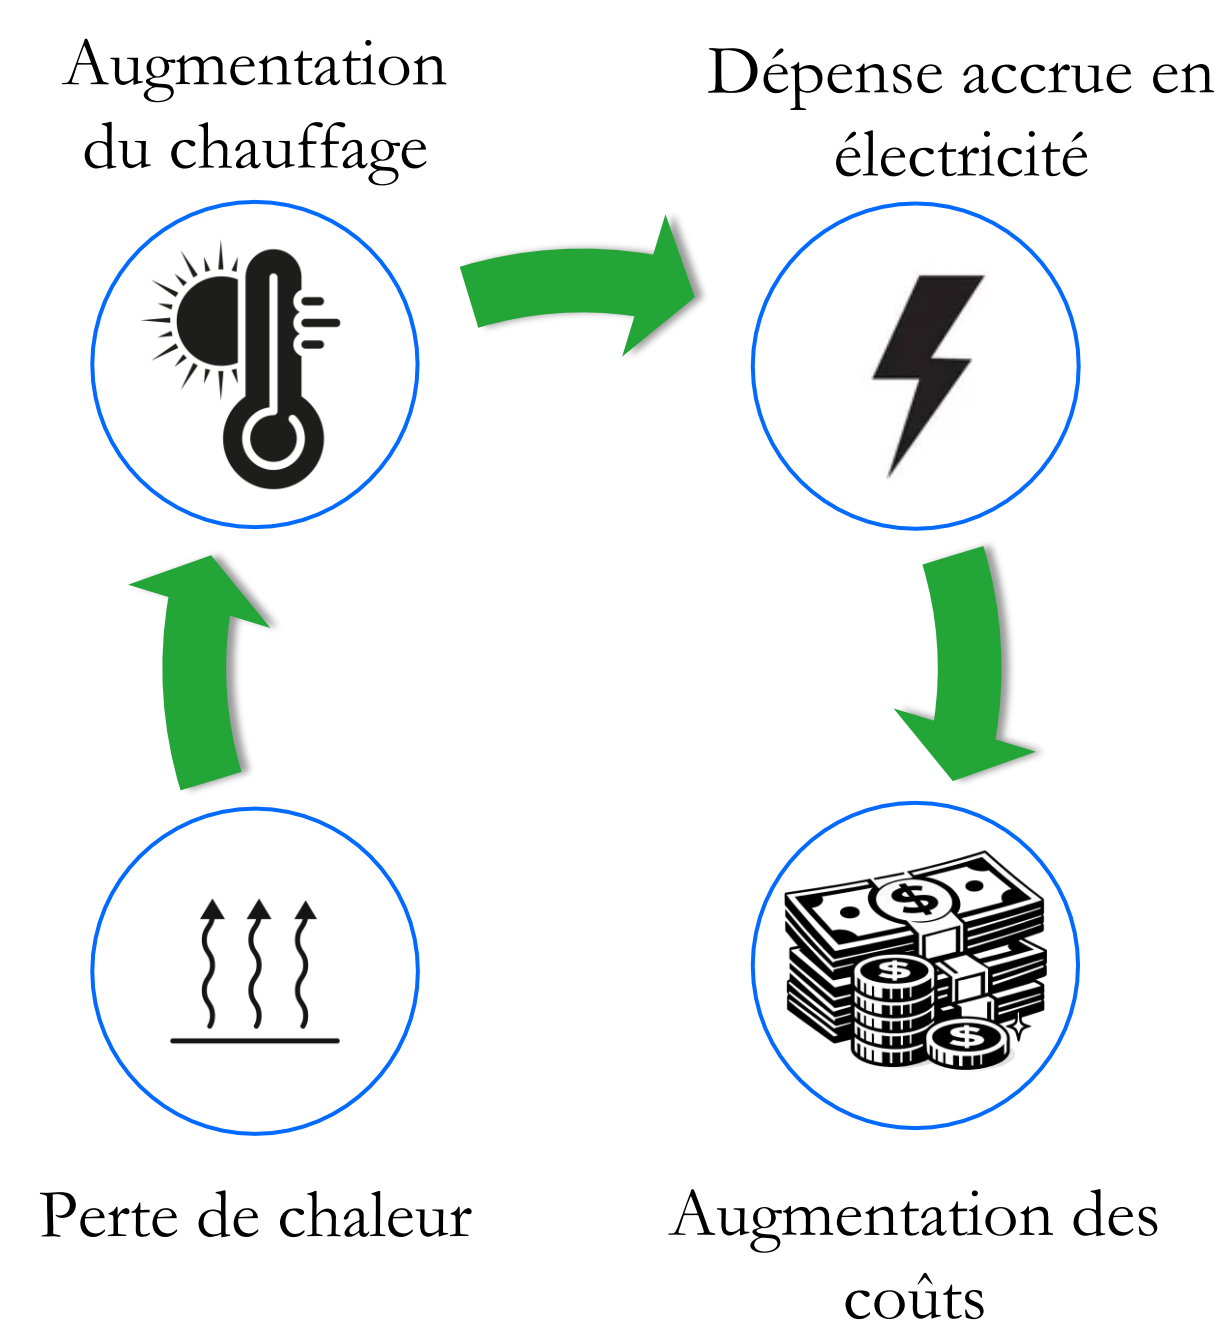 Augmentation
du chauffage
Dépense accrue en
électricité
Perte de chaleur
Augmentation des
coûts